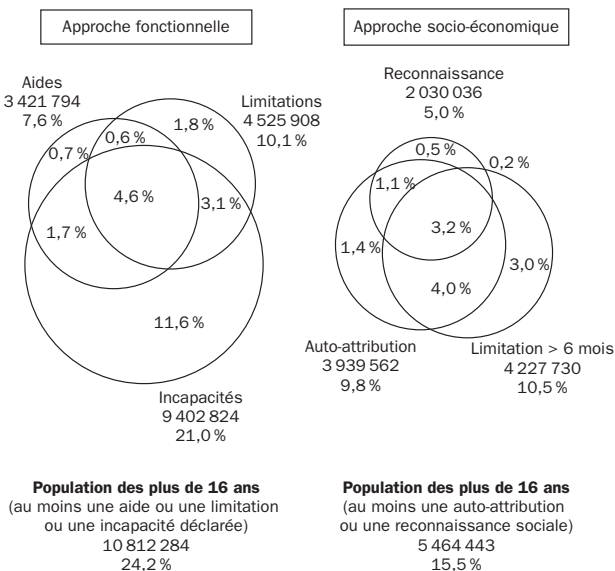 Approche fonctionnelle
Aides
3 421 794
7,6 %
Limitations
4 525 908
10,1 %
0,7 %
0,6 %
1,8 %
4,6 %
3,1 %
1,7 %
11,6 %
Incapacités
9 402 824
21,0 %
Population des plus de 16 ans
(au moins une aide ou une limitation
ou une incapacité déclarée)
10 812 284
24,2 %
Approche socio-économique
Reconnaissance
2 030 036
5,0 %
0,5 %
0,2 %
1,1 %
3,2 %
1,4 %
3,0 %
4,0 %
Auto-attribution
3 939 562
9,8 %
Limitation > 6 mois
4 227 730
10,5 %
Population des plus de 16 ans
(au moins une auto-attribution
ou une reconnaissance sociale)
5 464 443
15,5 %